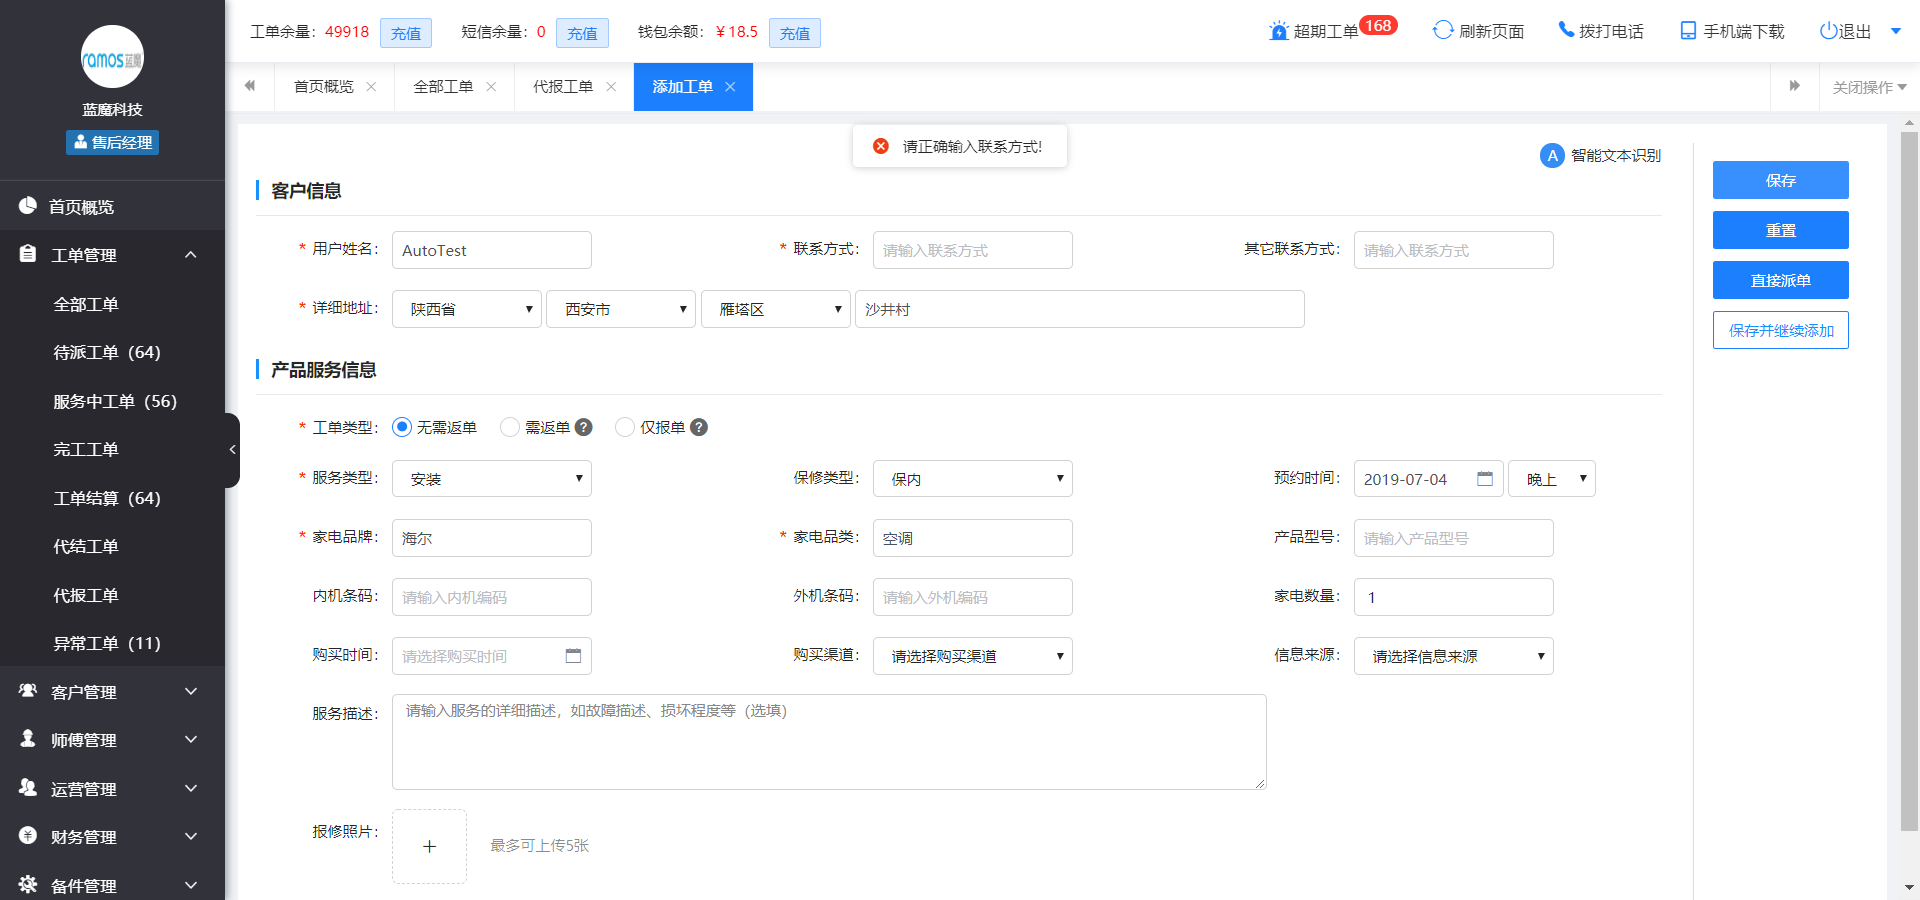 工单余量：49918 充值 短信余量：0 充值 钱包余额：￥18.5 充值 超期工单 168 刷新页面 拨打电话 手机端下载 退出
首页概览 全部工单 代报工单 添加工单 关闭操作
ramos蓝魔
蓝魔科技
售后经理
首页概览
工单管理
全部工单
待派工单（64）
服务中工单（56）
完工工单
工单结算（64）
代结工单
代报工单
异常工单（11）
客户管理
师傅管理
运营管理
财务管理
备件管理
请正确输入联系方式!
A 智能文本识别
客户信息
* 用户姓名： AutoTest * 联系方式： 请输入联系方式 其它联系方式： 请输入联系方式
* 详细地址： 陕西省 西安市 雁塔区 沙井村
产品服务信息
* 工单类型： 无需返单 需返单 ? 仅报单 ?
* 服务类型： 安装 保修类型： 保内 预约时间： 2019-07-04 晚上
* 家电品牌： 海尔 * 家电品类： 空调 产品型号： 请输入产品型号
内机条码： 请输入内机编码 外机条码： 请输入外机编码 家电数量： 1
购买时间： 请选择购买时间 购买渠道： 请选择购买渠道 信息来源： 请选择信息来源
服务描述： 请输入服务的详细描述，如故障描述、损坏程度等（选填）
报修照片： + 最多可上传5张
保存
重置
直接派单
保存并继续添加